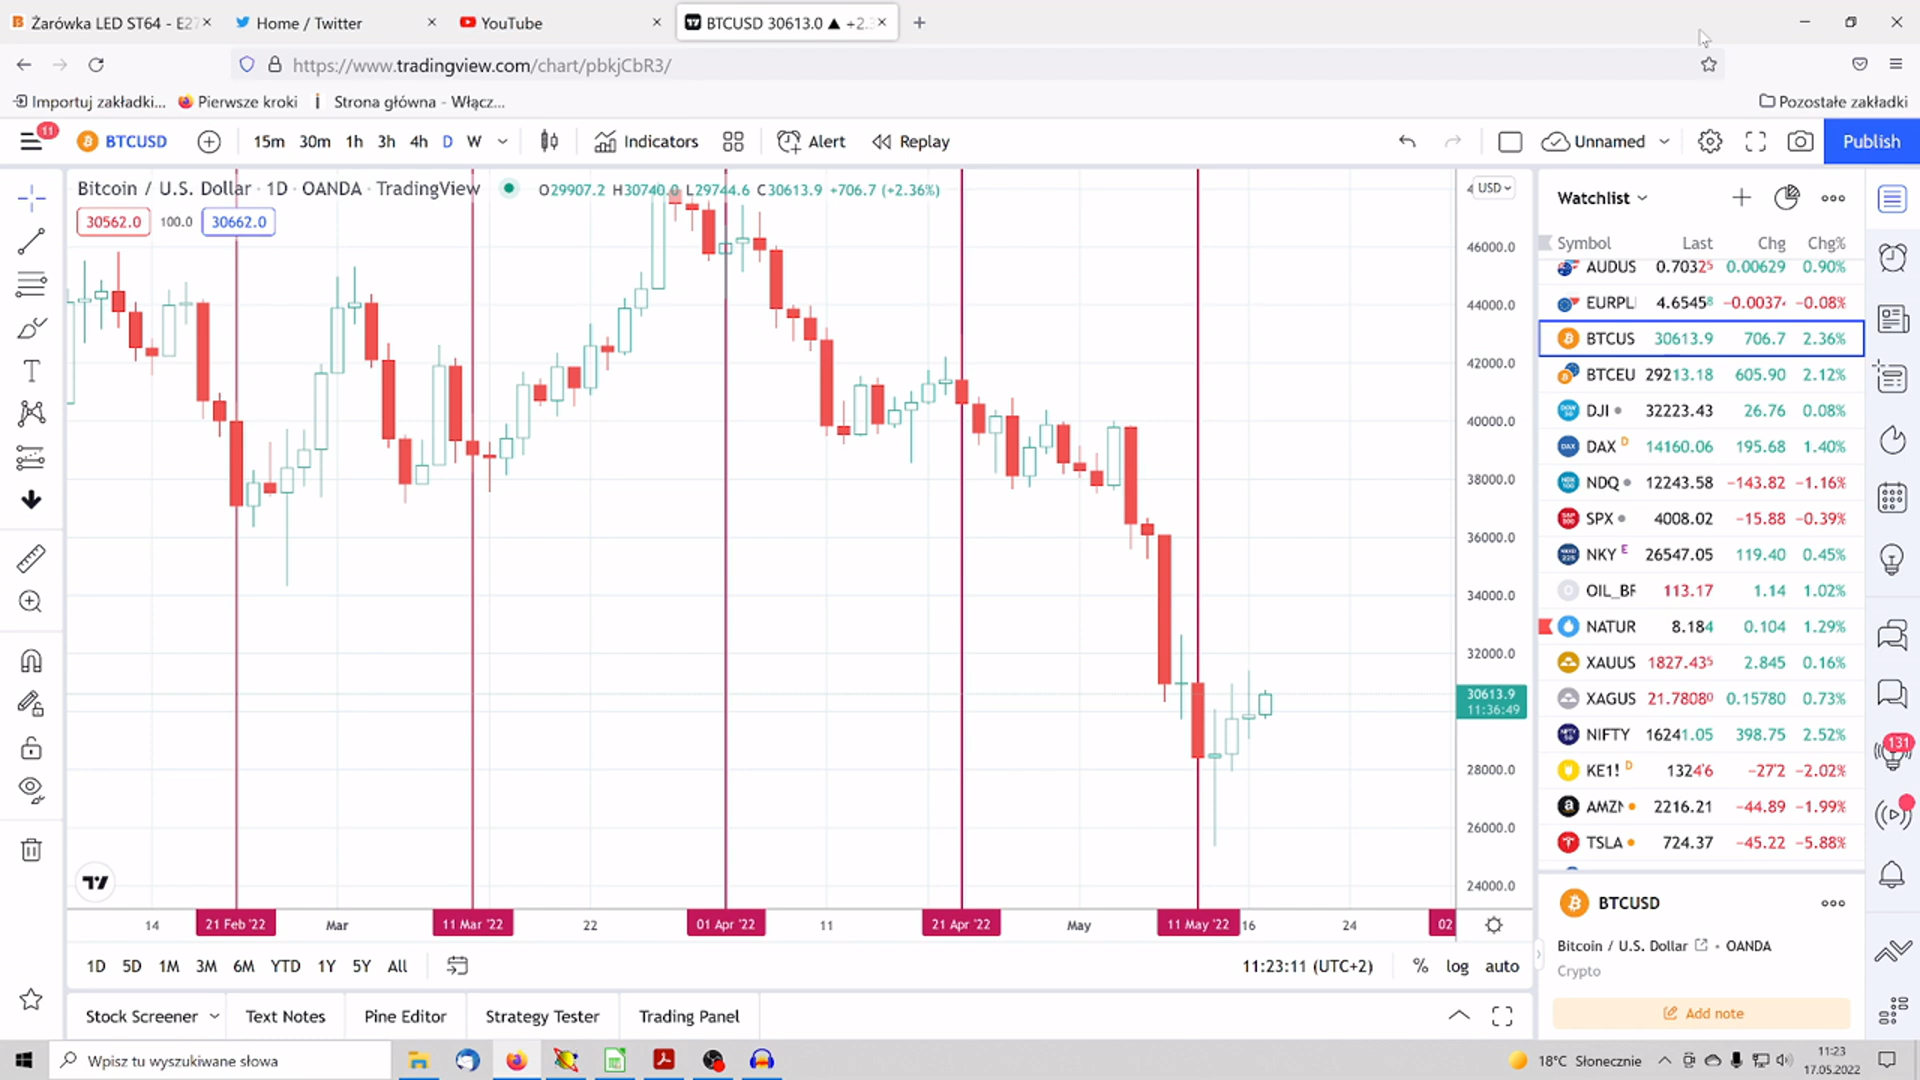 Żarówka LED ST64 - E27
Home / Twitter
YouTube
BTCUSD 30613.0 ▲ +2.3
https://www.tradingview.com/chart/pbkjCbR3/
Importuj zakładki...
Pierwsze kroki
Strona główna - Włącz...
Pozostałe zakładki
11
BTCUSD
15m 30m 1h 3h 4h D W
Indicators
Alert
Replay
Unnamed
Publish
Bitcoin / U.S. Dollar · 1D · OANDA · TradingView
O29907.2 H30740.0 L29744.6 C30613.9 +706.7 (+2.36%)
30562.0 100.0 30662.0
USD
46000.0
44000.0
42000.0
40000.0
38000.0
36000.0
34000.0
32000.0
30613.9
11:36:49
28000.0
26000.0
24000.0
14 21 Feb '22 Mar 11 Mar '22 22 01 Apr '22 11 21 Apr '22 May 11 May '22 16 24 02
1D 5D 1M 3M 6M YTD 1Y 5Y All
11:23:11 (UTC+2)
% log auto
Stock Screener
Text Notes
Pine Editor
Strategy Tester
Trading Panel
Watchlist
Symbol Last Chg Chg%
AUDUS 0.70325 0.00629 0.90%
EURPL 4.65458 −0.0037 −0.08%
BTCUS 30613.9 706.7 2.36%
BTCEU 29213.18 605.90 2.12%
DJI 32223.43 26.76 0.08%
DAX D 14160.06 195.68 1.40%
NDQ 12243.58 −143.82 −1.16%
SPX 4008.02 −15.88 −0.39%
NKY E 26547.05 119.40 0.45%
OIL_BR 113.17 1.14 1.02%
NATUR 8.184 0.104 1.29%
XAUUS 1827.435 2.845 0.16%
XAGUS 21.78080 0.15780 0.73%
NIFTY 16241.05 398.75 2.52%
KE1! D 1324'6 −27'2 −2.02%
AMZN 2216.21 −44.89 −1.99%
TSLA 724.37 −45.22 −5.88%
131
BTCUSD
Bitcoin / U.S. Dollar • OANDA
Crypto
Add note
Wpisz tu wyszukiwane słowa
18°C Słonecznie
11:23
17.05.2022